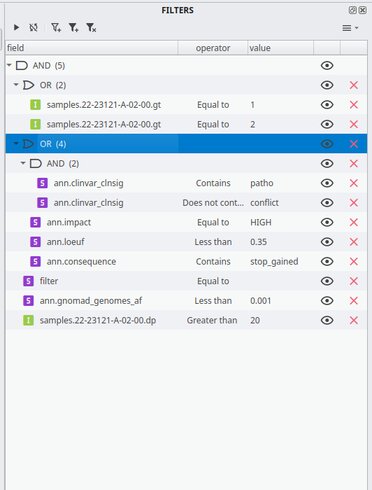 FILTERS
field operator value
AND (5)
OR (2)
I samples.22-23121-A-02-00.gt Equal to 1
I samples.22-23121-A-02-00.gt Equal to 2
OR (4)
AND (2)
S ann.clinvar_clnsig Contains patho
S ann.clinvar_clnsig Does not cont... conflict
S ann.impact Equal to HIGH
S ann.loeuf Less than 0.35
S ann.consequence Contains stop_gained
S filter Equal to
S ann.gnomad_genomes_af Less than 0.001
I samples.22-23121-A-02-00.dp Greater than 20